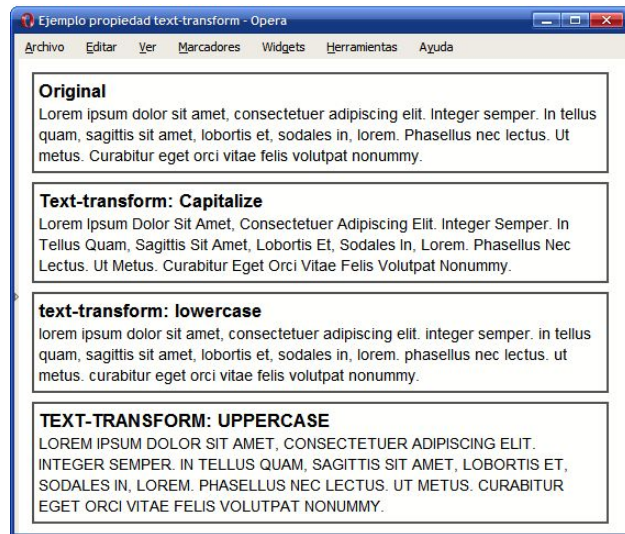 Ejemplo propiedad text-transform - Opera
Archivo Editar Ver Marcadores Widgets Herramientas Ayuda
Original
Lorem ipsum dolor sit amet, consectetuer adipiscing elit. Integer semper. In tellus
quam, sagittis sit amet, lobortis et, sodales in, lorem. Phasellus nec lectus. Ut
metus. Curabitur eget orci vitae felis volutpat nonummy.
Text-transform: Capitalize
Lorem Ipsum Dolor Sit Amet, Consectetuer Adipiscing Elit. Integer Semper. In
Tellus Quam, Sagittis Sit Amet, Lobortis Et, Sodales In, Lorem. Phasellus Nec
Lectus. Ut Metus. Curabitur Eget Orci Vitae Felis Volutpat Nonummy.
text-transform: lowercase
lorem ipsum dolor sit amet, consectetuer adipiscing elit. integer semper. in tellus
quam, sagittis sit amet, lobortis et, sodales in, lorem. phasellus nec lectus. ut
metus. curabitur eget orci vitae felis volutpat nonummy.
TEXT-TRANSFORM: UPPERCASE
LOREM IPSUM DOLOR SIT AMET, CONSECTETUER ADIPISCING ELIT.
INTEGER SEMPER. IN TELLUS QUAM, SAGITTIS SIT AMET, LOBORTIS ET,
SODALES IN, LOREM. PHASELLUS NEC LECTUS. UT METUS. CURABITUR
EGET ORCI VITAE FELIS VOLUTPAT NONUMMY.